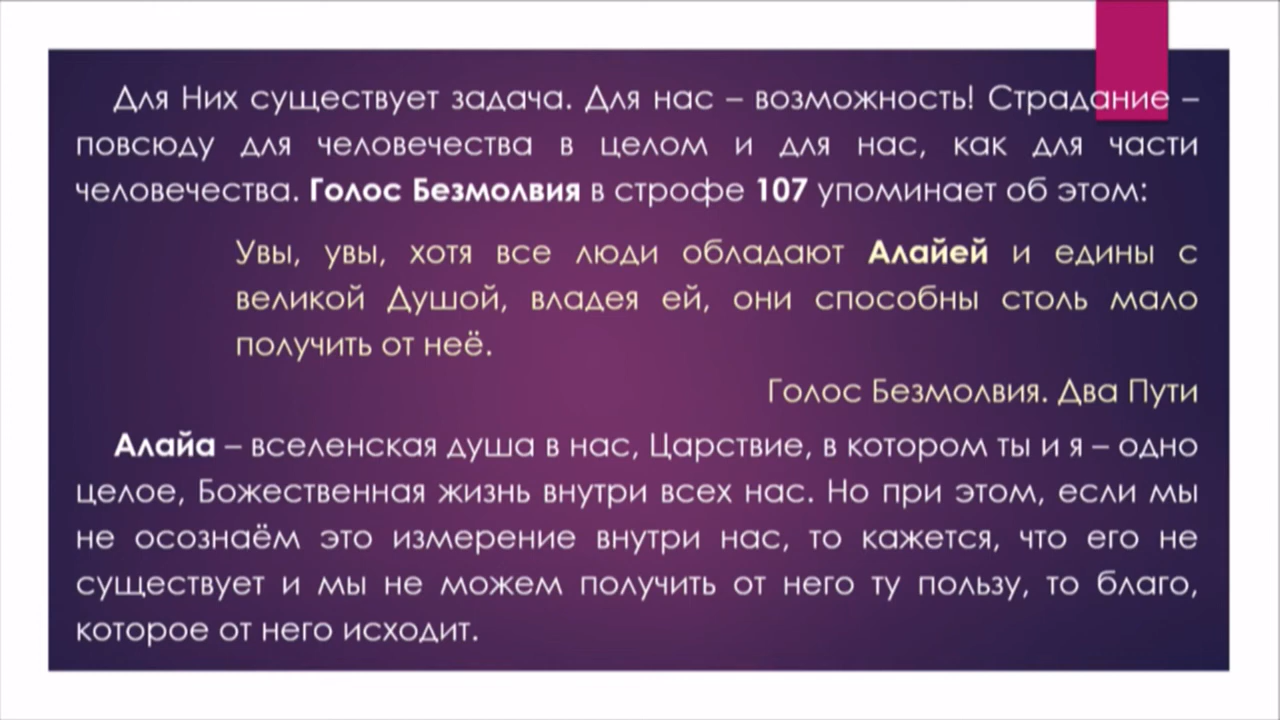 Для Них существует задача. Для нас – возможность! Страдание –
повсюду для человечества в целом и для нас, как для части
человечества. Голос Безмолвия в строфе 107 упоминает об этом:
Увы, увы, хотя все люди обладают Алайей и едины с
великой Душой, владея ей, они способны столь мало
получить от неё.
Голос Безмолвия. Два Пути
Алайа – вселенская душа в нас, Царствие, в котором ты и я – одно
целое, Божественная жизнь внутри всех нас. Но при этом, если мы
не осознаём это измерение внутри нас, то кажется, что его не
существует и мы не можем получить от него ту пользу, то благо,
которое от него исходит.